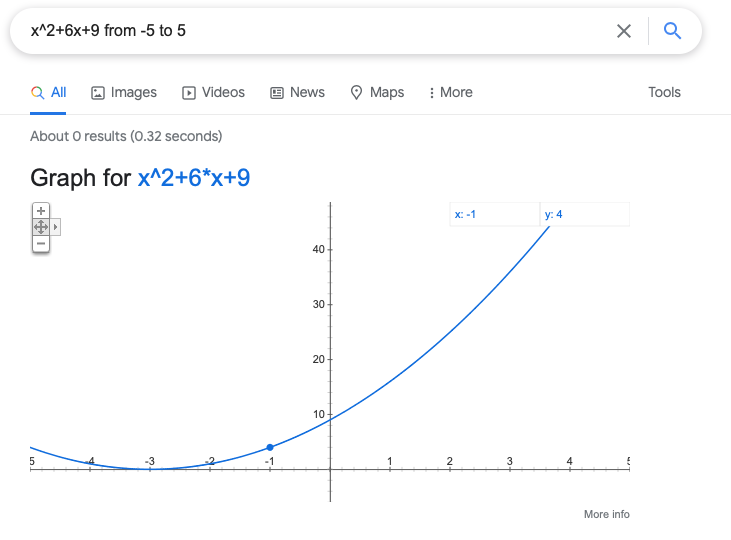 x^2+6x+9 from -5 to 5
All Images Videos News Maps More Tools
About 0 results (0.32 seconds)
Graph for x^2+6*x+9
x: -1 y: 4
40
30
20
10
5 -4 -3 -2 -1 1 2 3 4 5
More info